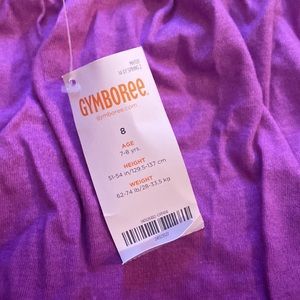 GYMBOREE
gymboree.com
8
AGE
7-8 yrs.
HEIGHT
51-54 in/129.5-137 cm
WEIGHT
62-74 lb/28-33.5 kg